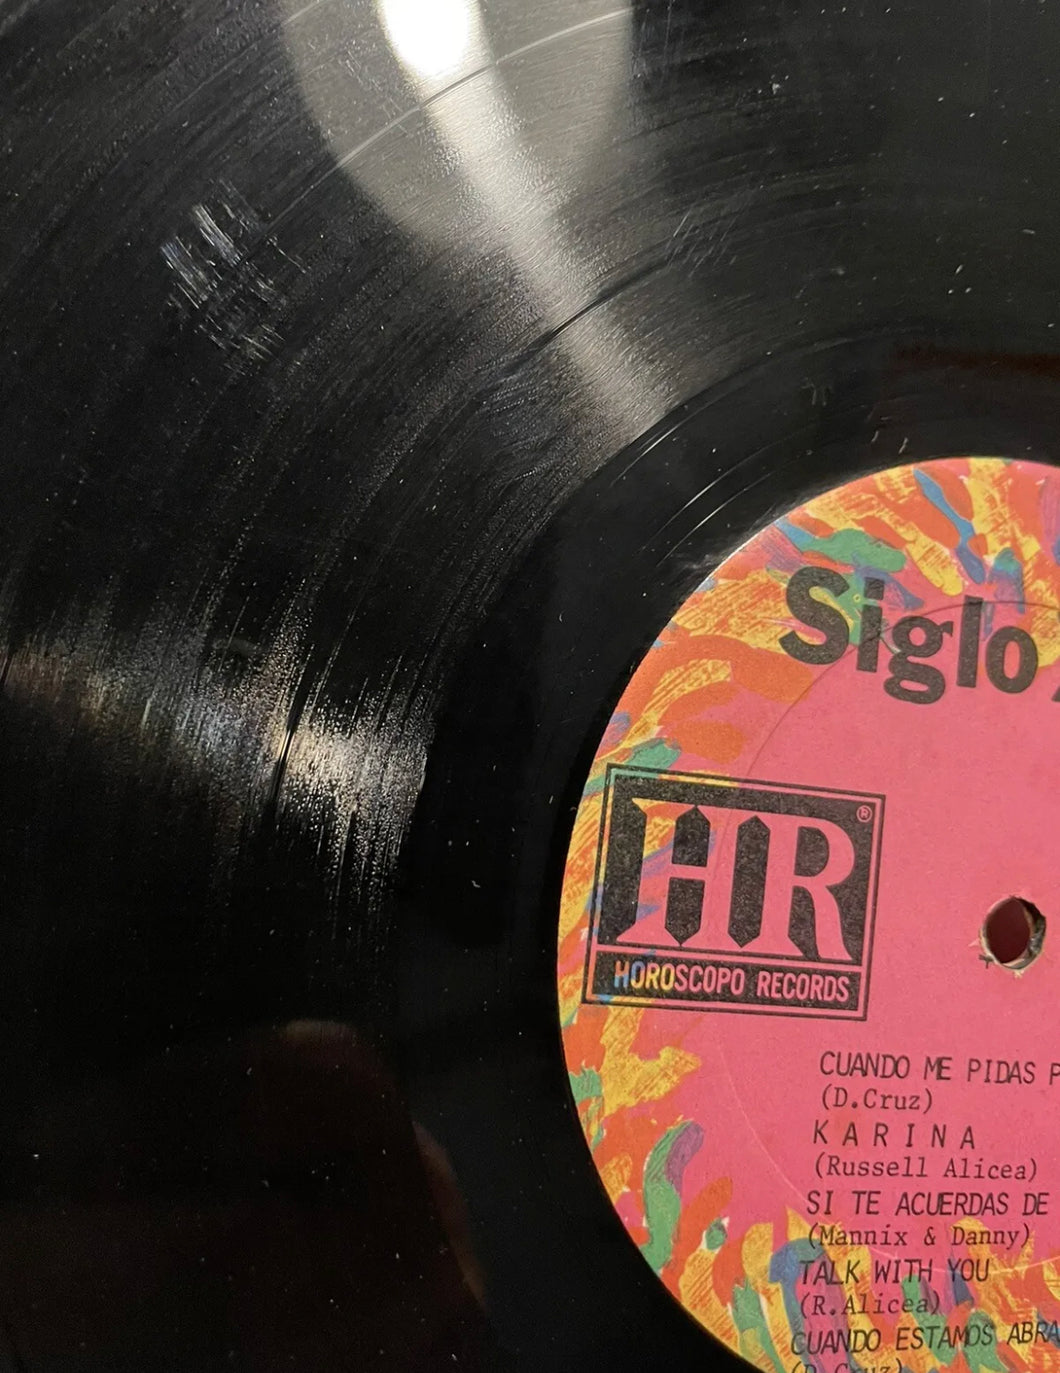 Siglo
HR®
HOROSCOPO RECORDS
CUANDO ME PIDAS
(D.Cruz)
KARINA
(Russell Alicea)
SI TE ACUERDAS DE
(Mannix & Danny)
TALK WITH YOU
(R.Alicea)
CUANDO ESTAMOS
(D.Cruz)